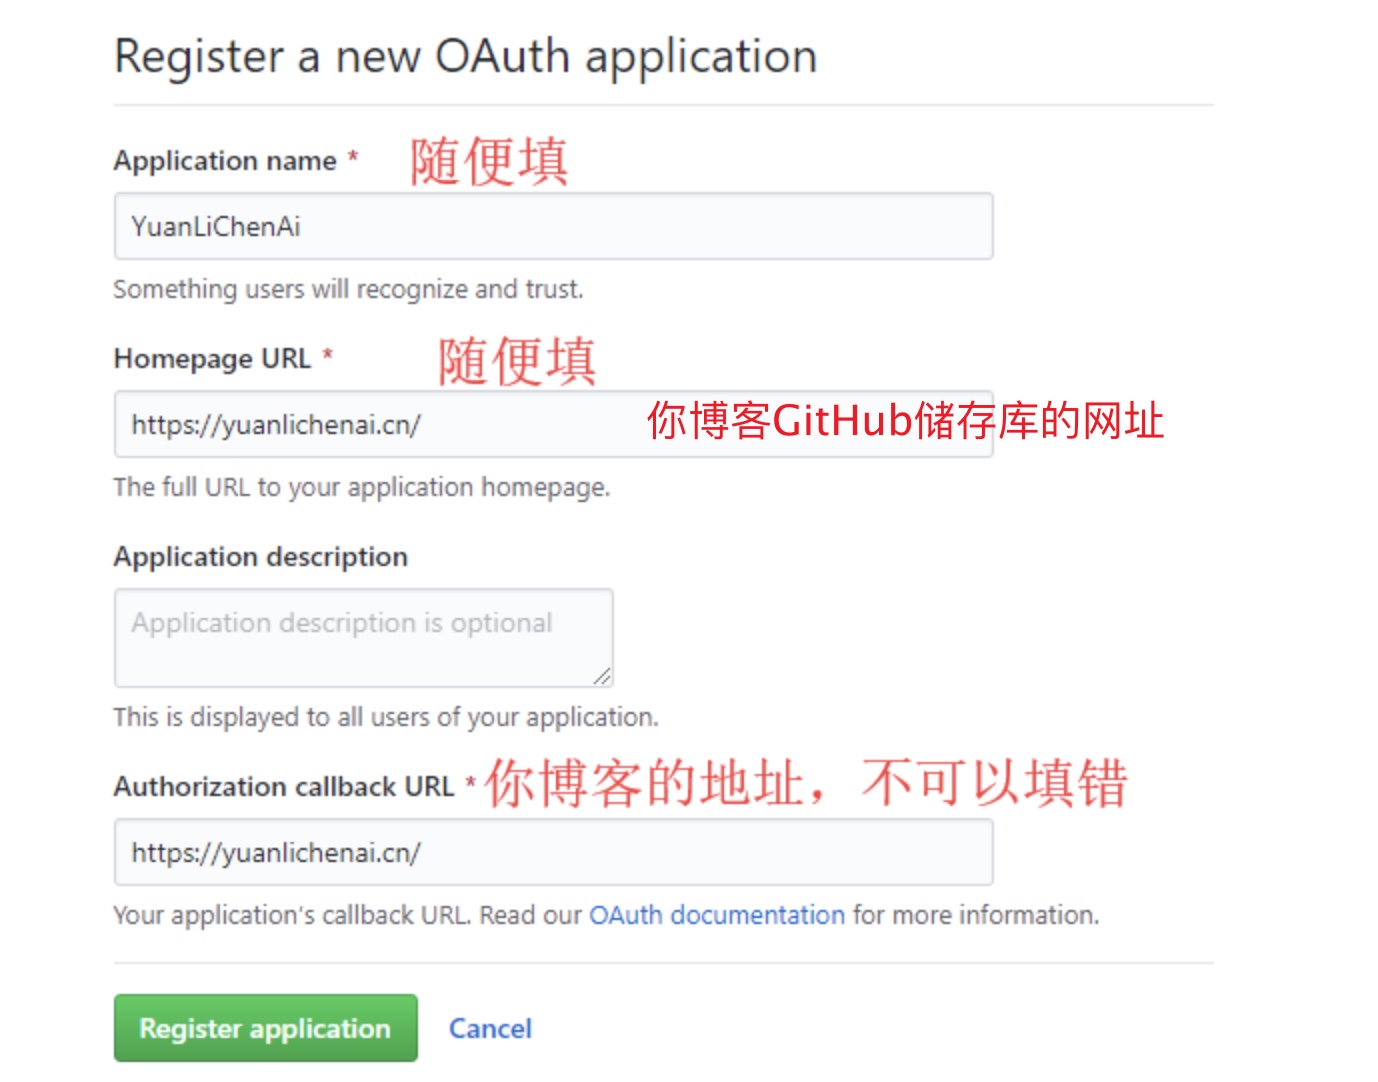 Register a new OAuth application
Application name * 随便填
YuanLiChenAi
Something users will recognize and trust.
Homepage URL * 随便填
https://yuanlichenai.cn/ 你博客GitHub储存库的网址
The full URL to your application homepage.
Application description
Application description is optional
This is displayed to all users of your application.
Authorization callback URL * 你博客的地址，不可以填错
https://yuanlichenai.cn/
Your application's callback URL. Read our OAuth documentation for more information.
Register application Cancel